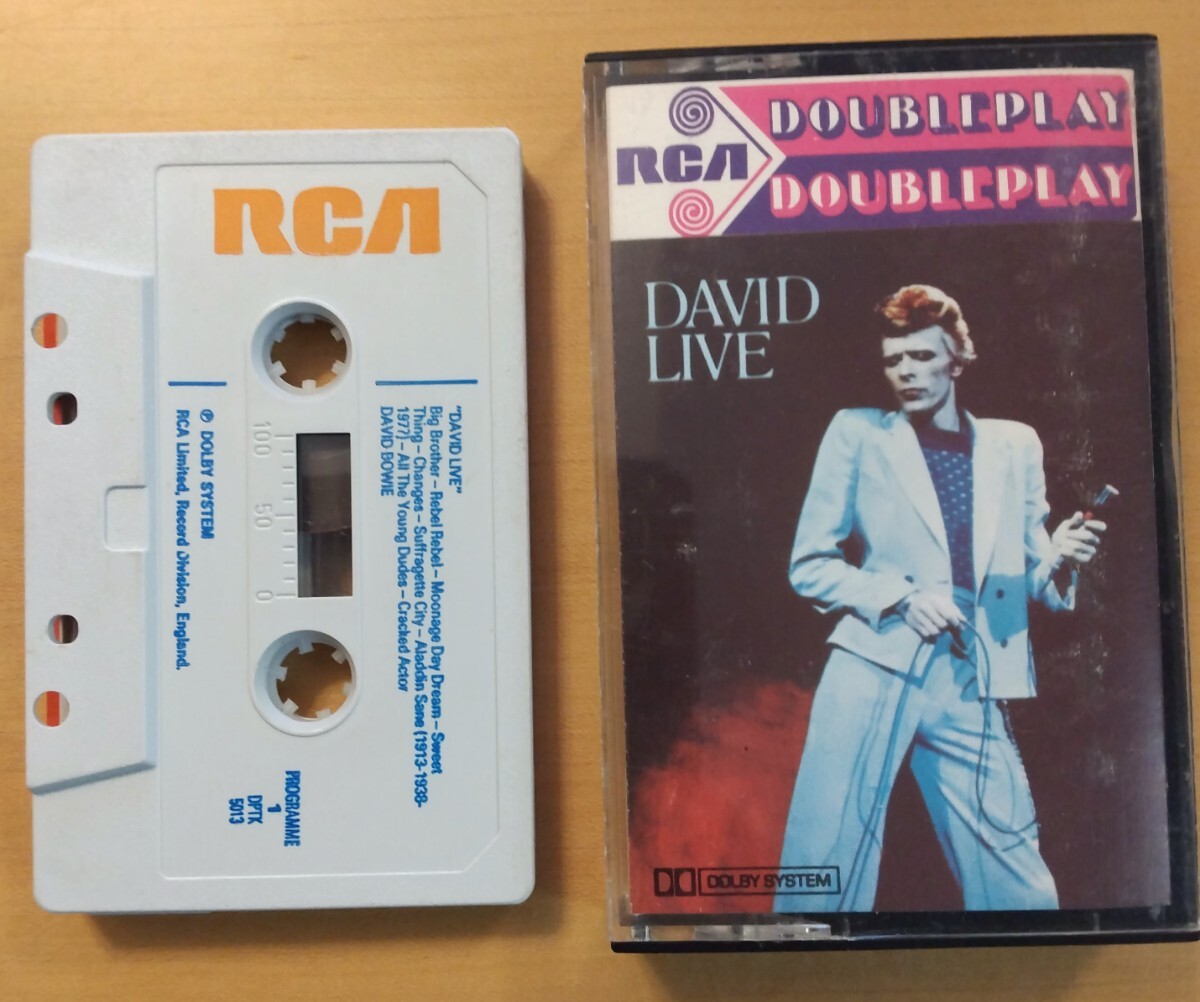 RCA
"DAVID LIVE"
Big Brother – Rebel Rebel – Moonage Day Dream – Sweet
Thing – Changes – Suffragette City – Aladdin Sane (1913-1938-
197?) – All The Young Dudes – Cracked Actor
DAVID BOWIE
100 50 0
Ⓟ DOLBY SYSTEM
RCA Limited, Record Division, England.
PROGRAMME
1
DPTK
5013
RCA
DOUBLEPLAY
DOUBLEPLAY
DAVID
LIVE
DOLBY SYSTEM